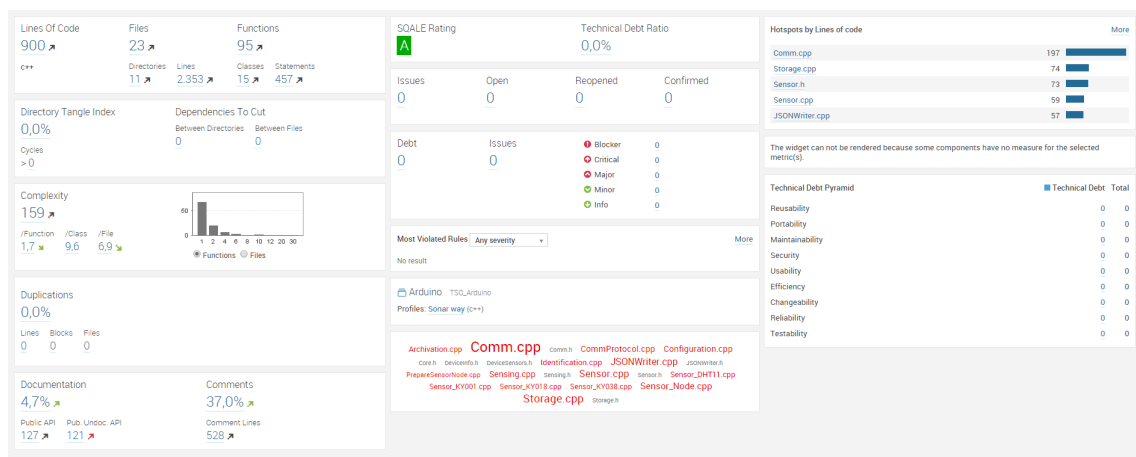 Lines Of Code Files Functions
900 23 95
c++ Directories Lines Classes Statements
11 2.353 15 457
Directory Tangle Index Dependencies To Cut
0,0% Between Directories Between Files
0 0
Cycles
> 0
Complexity
159
/Function /Class /File
1,7 9,6 6,9
50
0
1 2 4 6 8 10 12 20 30
Functions Files
Duplications
0,0%
Lines Blocks Files
0 0 0
Documentation Comments
4,7% 37,0%
Public API Pub. Undoc. API Comment Lines
127 121 528
SQALE Rating Technical Debt Ratio
A 0,0%
Issues Open Reopened Confirmed
0 0 0 0
Debt Issues
0 0
Blocker 0
Critical 0
Major 0
Minor 0
Info 0
Most Violated Rules Any severity More
No result
Arduino TSO_Arduino
Profiles: Sonar way (c++)
Archivation.cpp Comm.cpp Comm.h CommProtocol.cpp Configuration.cpp
Core.h DeviceInfo.h DeviceSensors.h Identification.cpp JSONWriter.cpp JSONWriter.h
PrepareSensorNode.cpp Sensing.cpp Sensing.h Sensor.cpp Sensor.h Sensor_DHT11.cpp
Sensor_KY001.cpp Sensor_KY018.cpp Sensor_KY038.cpp Sensor_Node.cpp
Storage.cpp Storage.h
Hotspots by Lines of code More
Comm.cpp 197
Storage.cpp 74
Sensor.h 73
Sensor.cpp 59
JSONWriter.cpp 57
The widget can not be rendered because some components have no measure for the selected
metric(s).
Technical Debt Pyramid Technical Debt Total
Reusability 0 0
Portability 0 0
Maintainability 0 0
Security 0 0
Usability 0 0
Efficiency 0 0
Changeability 0 0
Reliability 0 0
Testability 0 0